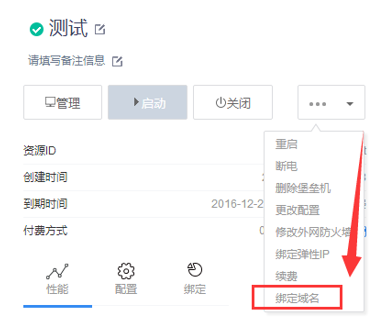 测试
请填写备注信息
管理
启动
关闭
资源ID
创建时间
到期时间
2016-12-2
付费方式
重启
断电
删除堡垒机
更改配置
修改外网防火墙
绑定弹性IP
续费
绑定域名
性能
配置
绑定